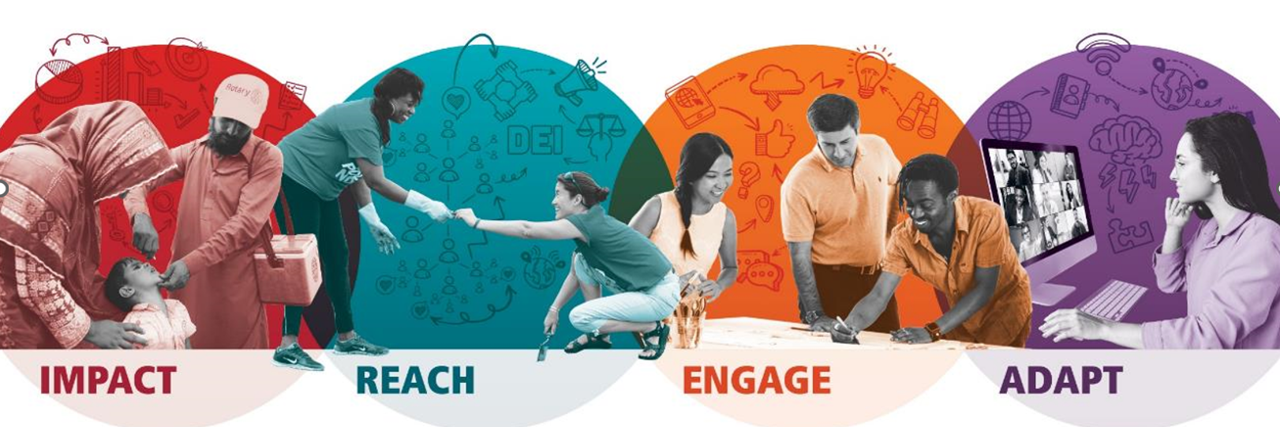 Rotary
DEI
IMPACT
REACH
ENGAGE
ADAPT